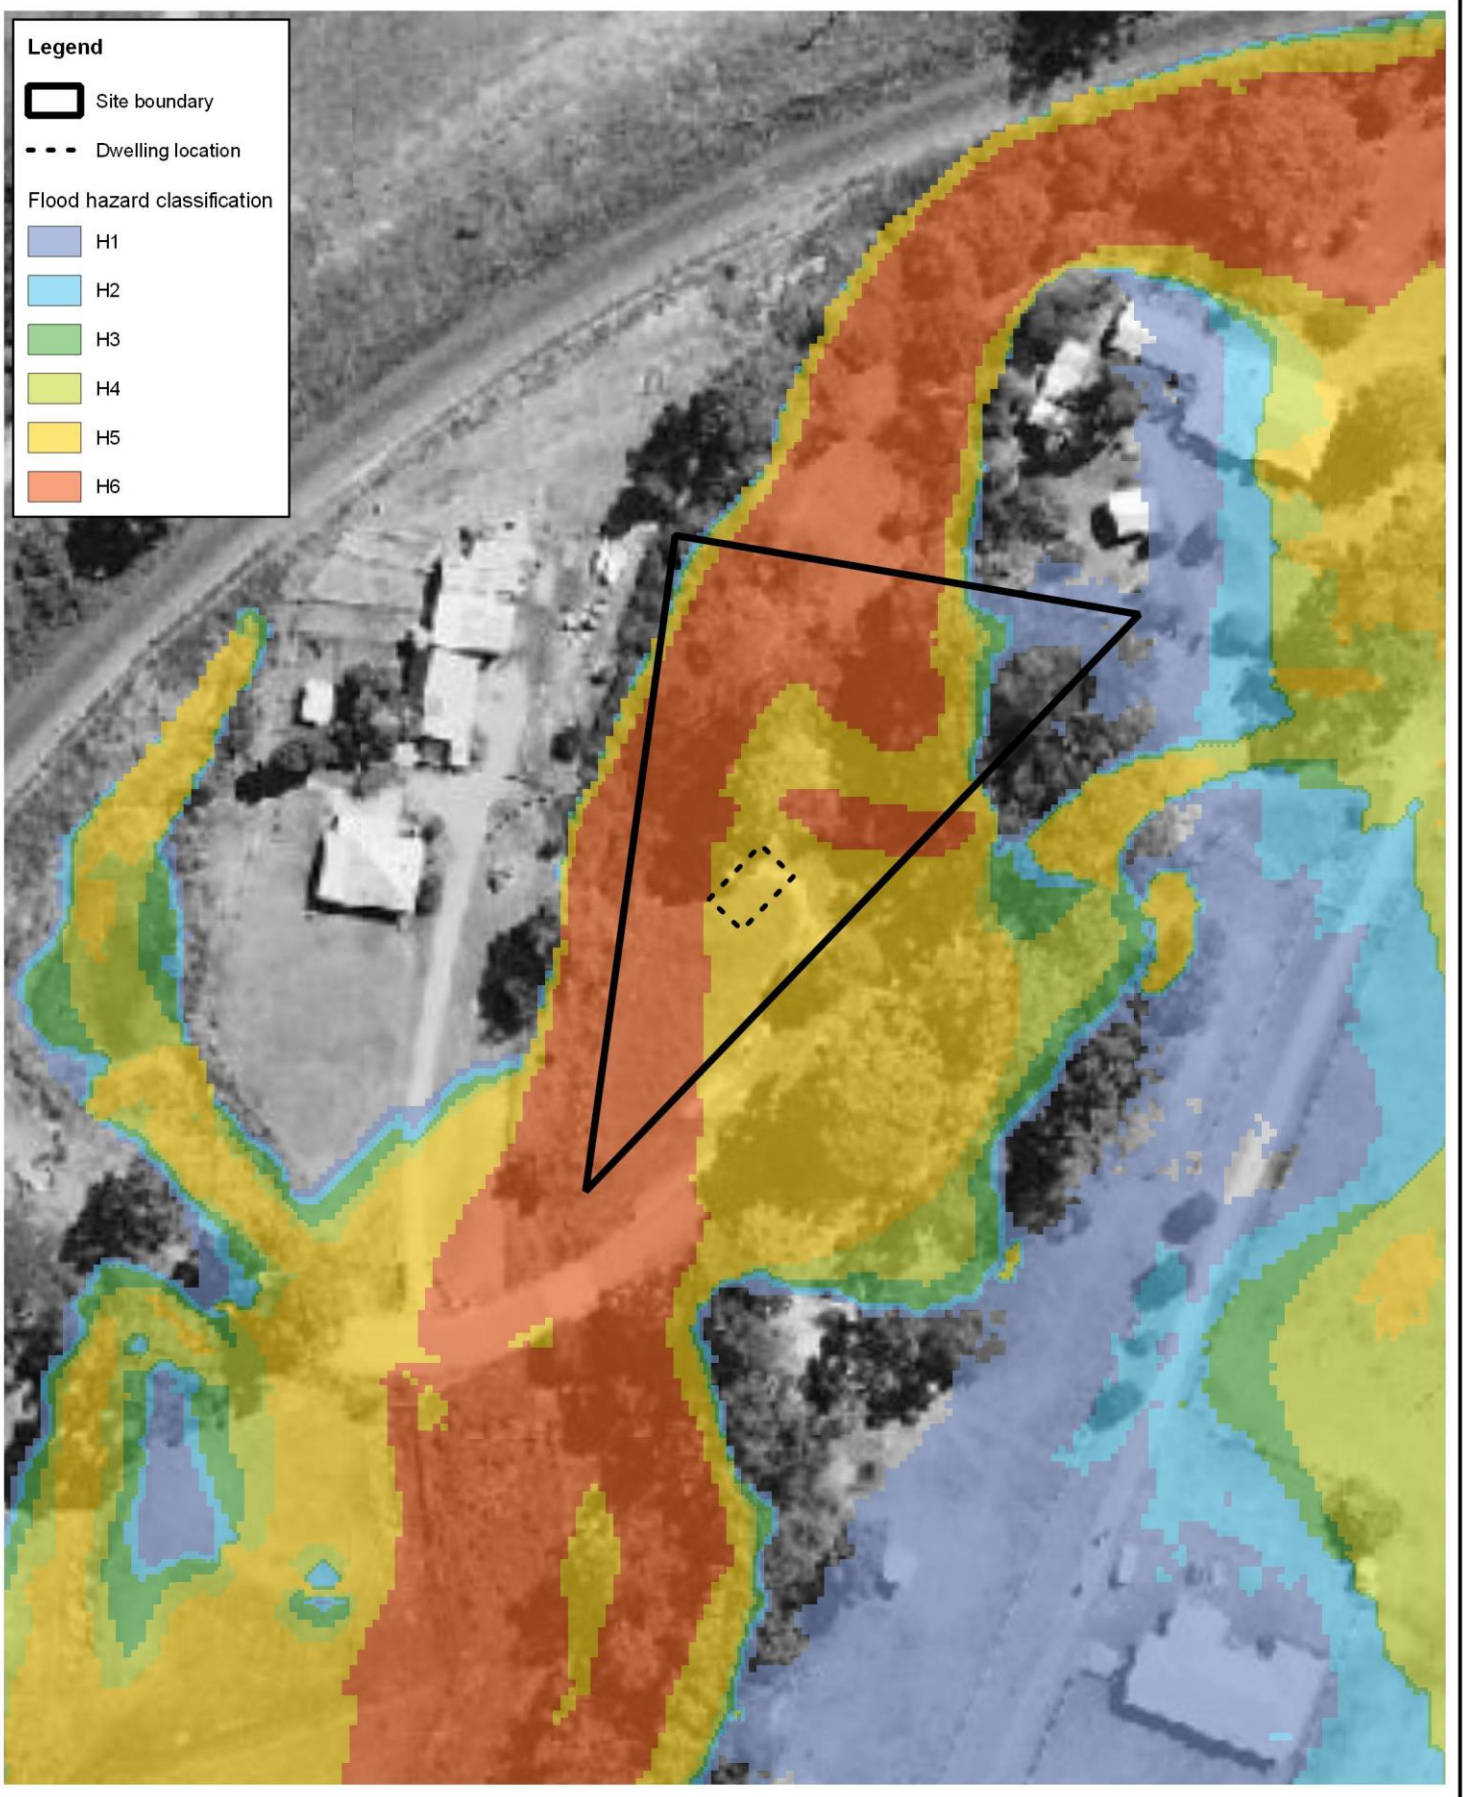 Legend
Site boundary
Dwelling location
Flood hazard classification
H1
H2
H3
H4
H5
H6